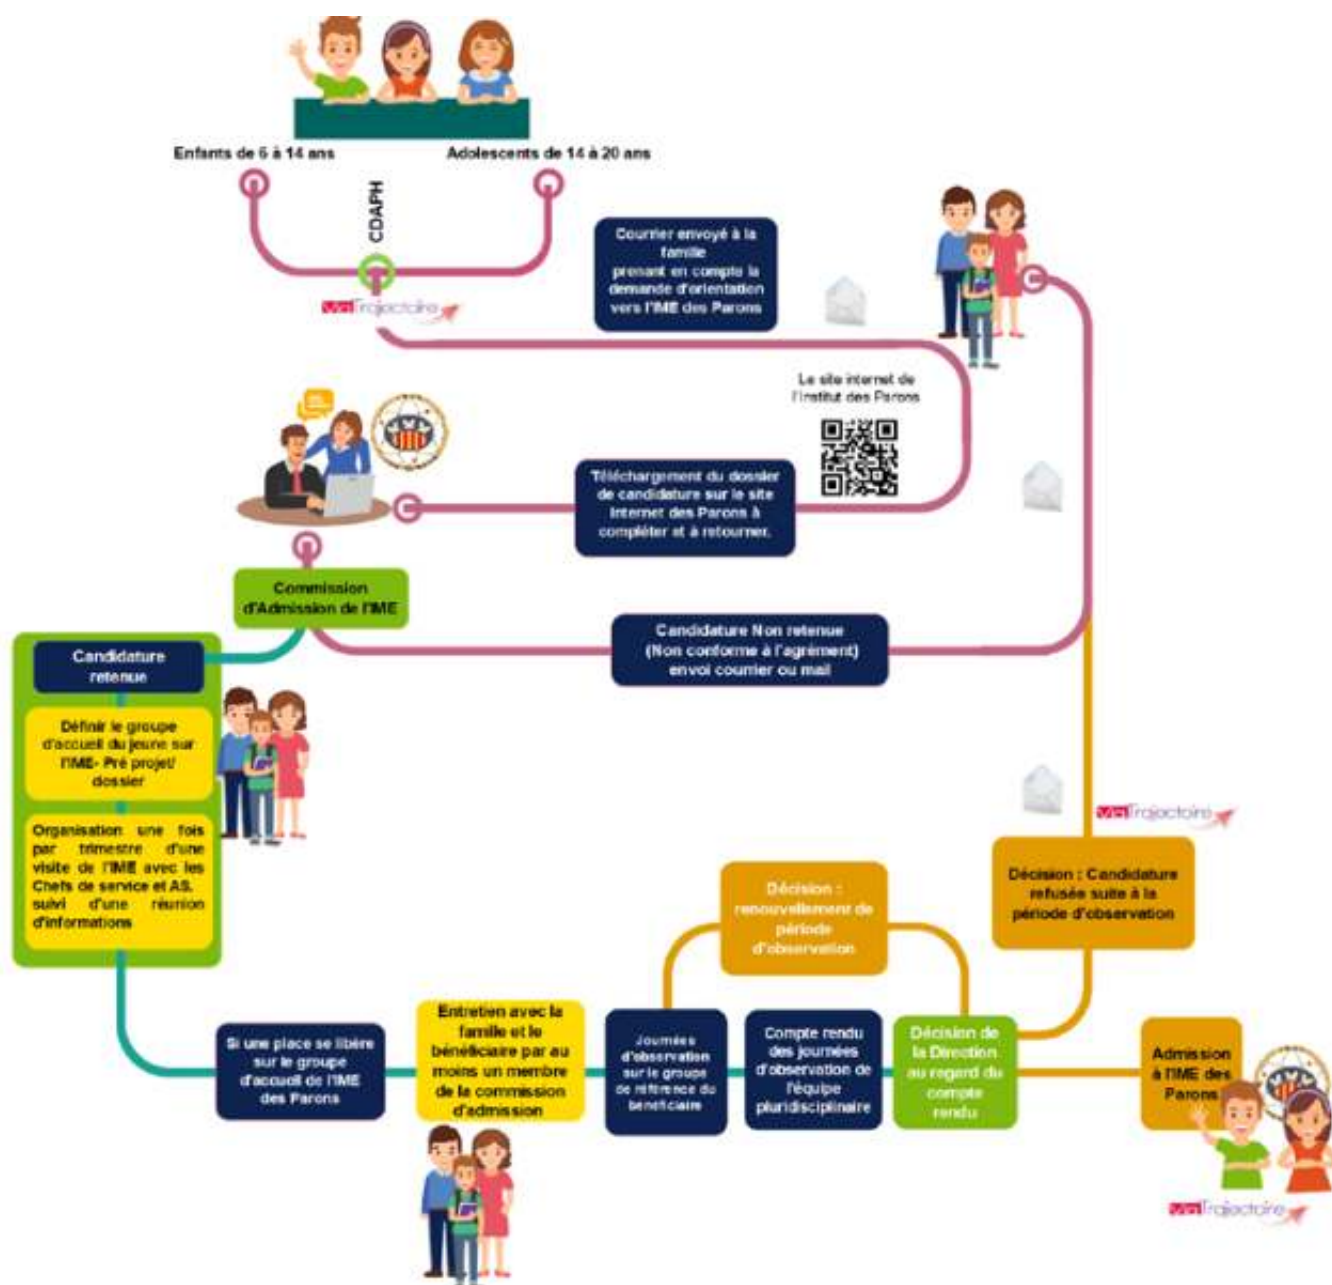 Enfants de 6 à 14 ans
Adolescents de 14 à 20 ans
CDAPH
viaTrajectoire
Courrier envoyé à la
famille
prenant en compte la
demande d'orientation
vers l'IME des Parons
Le site internet de
l'Institut des Parons
Téléchargement du dossier
de candidature sur le site
Internet des Parons à
compléter et à retourner.
Commission
d'Admission de l'IME
Candidature Non retenue
(Non conforme à l'agrément)
envoi courrier ou mail
Candidature
retenue
Définir le groupe
d'accueil du jeune sur
l'IME- Pré projet/
dossier
Organisation une fois
par trimestre d'une
visite de l'IME avec les
Chefs de service et AS,
suivi d'une réunion
d'informations
viaTrajectoire
Décision : Candidature
refusée suite à la
période d'observation
Décision :
renouvellement de
période
d'observation
Si une place se libère
sur le groupe
d'accueil de l'IME
des Parons
Entretien avec la
famille et le
bénéficiaire par au
moins un membre
de la commission
d'admission
Journées
d'observation
sur le groupe
de référence du
bénéficiaire
Compte rendu
des journées
d'observation de
l'équipe
pluridisciplinaire
Décision de
la Direction
au regard du
compte
rendu
Admission
à l'IME des
Parons
viaTrajectoire